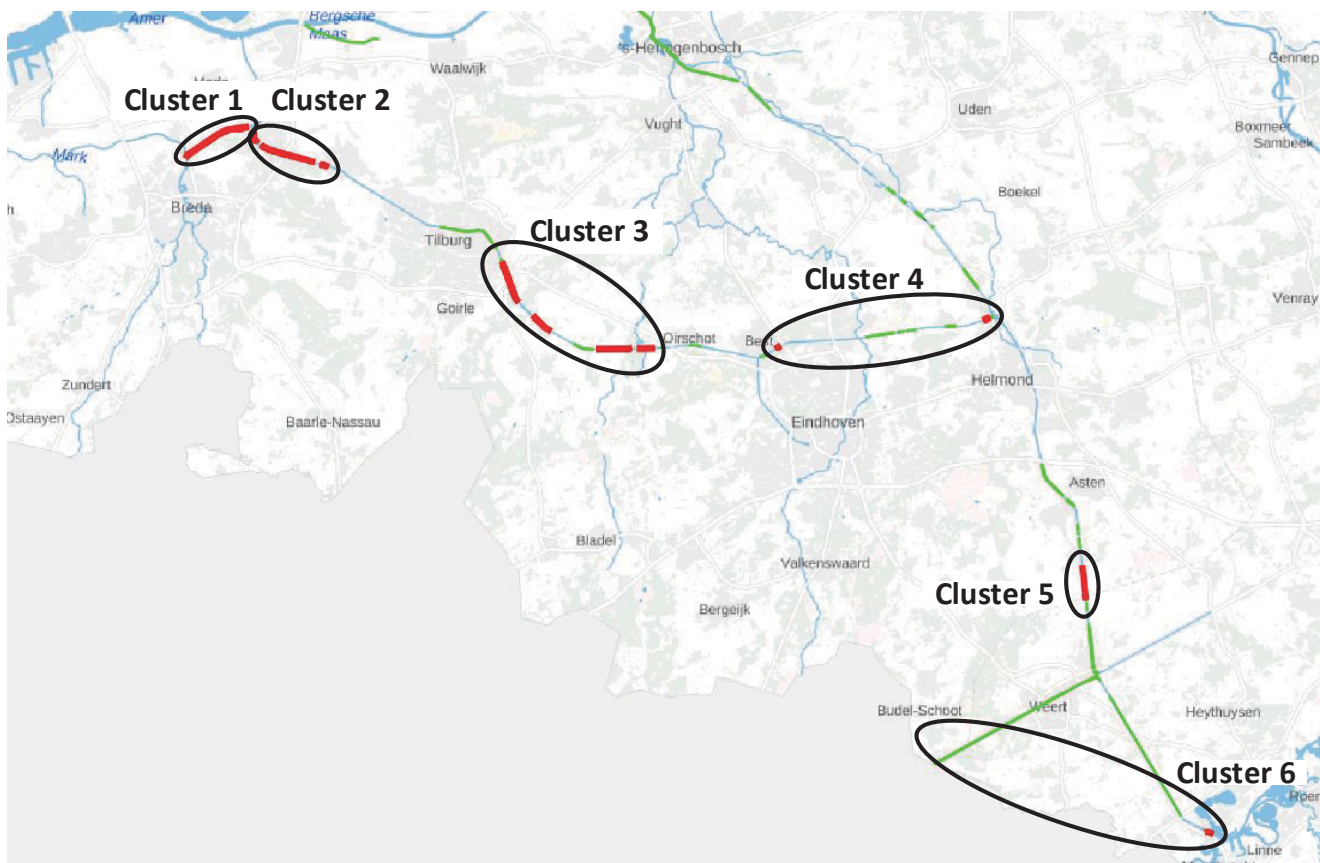 Amer
Bergsche
Maas
's-Hertogenbosch
Gennep
Waalwijk
Cluster 1
Cluster 2
Uden
Vught
Boxmeer
Sambeek
Mark
Boekel
Breda
Tilburg
Cluster 3
Cluster 4
Venray
Goirle
Oirschot
Best
Helmond
Zundert
Baarle-Nassau
Eindhoven
Asten
Bladel
Valkenswaard
Cluster 5
Bergeijk
Budel-Schoot
Weert
Heythuysen
Cluster 6
Roer
Linne